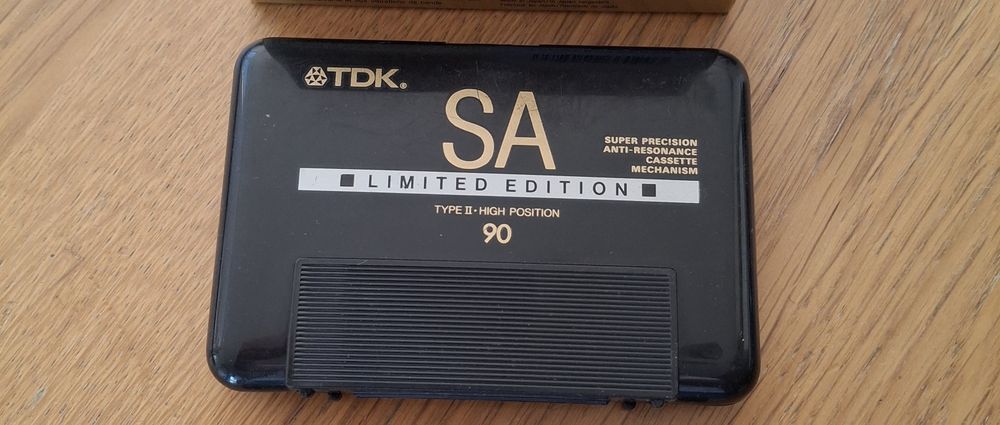 TDK®
SA
SUPER PRECISION
ANTI-RESONANCE
CASSETTE
MECHANISM
■ LIMITED EDITION ■
TYPE II · HIGH POSITION
90